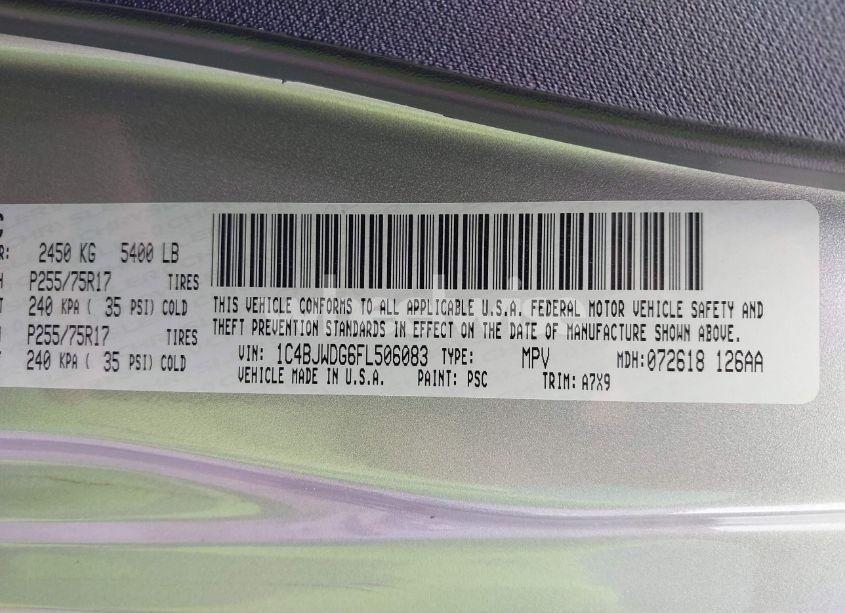 R: 2450 KG 5400 LB
P255/75R17 TIRES
240 KPA ( 35 PSI) COLD
P255/75R17 TIRES
240 KPA ( 35 PSI) COLD
THIS VEHICLE CONFORMS TO ALL APPLICABLE U.S.A. FEDERAL MOTOR VEHICLE SAFETY AND
THEFT PREVENTION STANDARDS IN EFFECT ON THE DATE OF MANUFACTURE SHOWN ABOVE.
VIN: 1C4BJWDG6FL506083 TYPE: MPV MDH:072618 126AA
VEHICLE MADE IN U.S.A. PAINT: PSC TRIM: A7X9